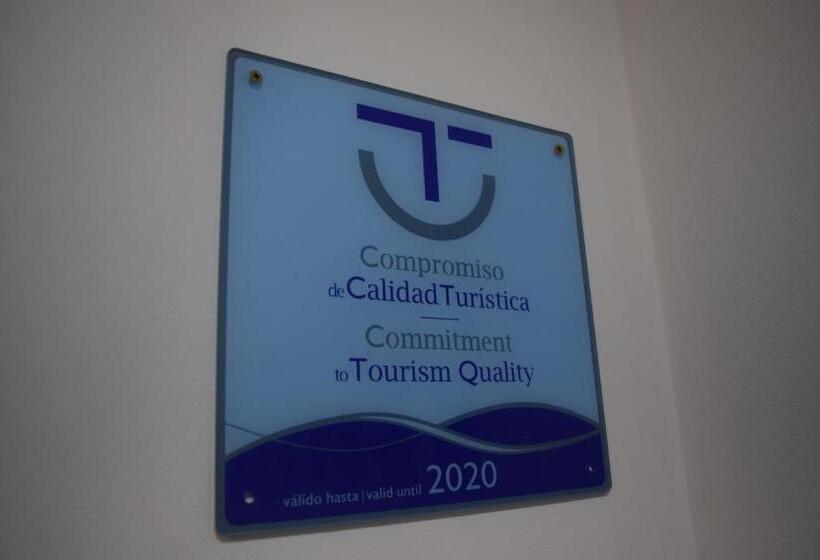 Compromiso
de Calidad Turística
Commitment
to Tourism Quality
válido hasta | valid until 2020